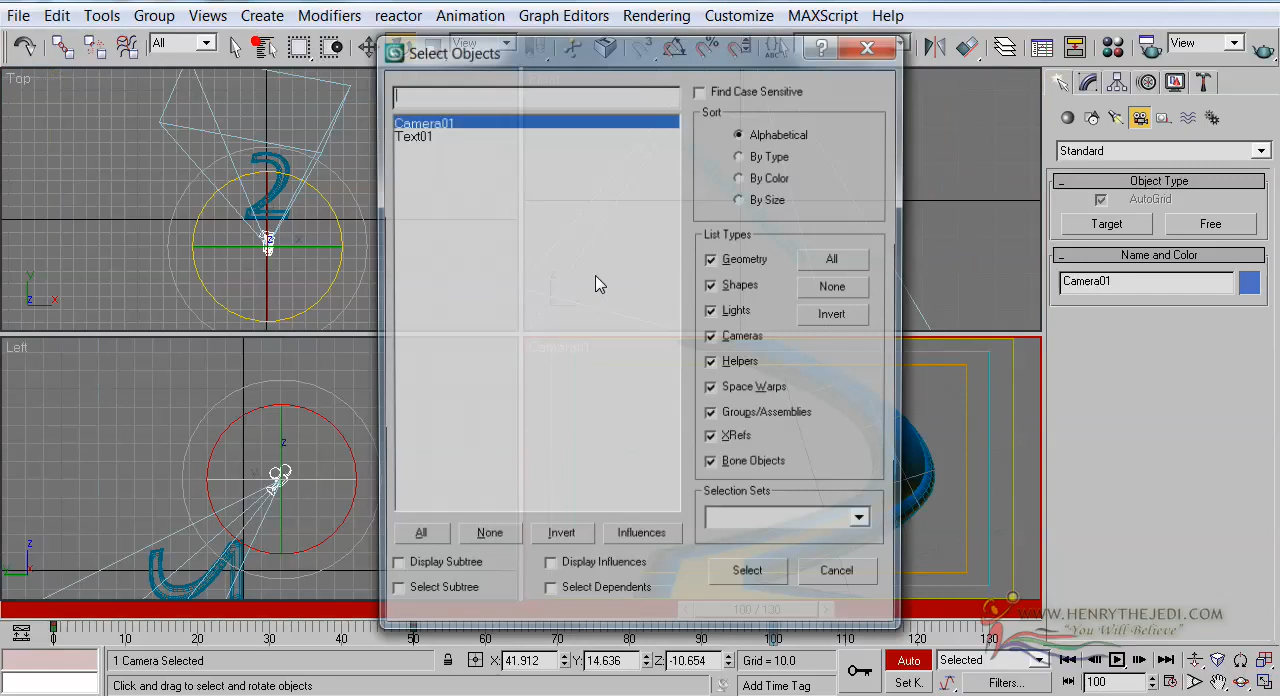 File Edit Tools Group Views Create Modifiers reactor Animation Graph Editors Rendering Customize MAXScript Help
All View View
Select Objects
Top
Find Case Sensitive
Sort
Camera01
Text01
Alphabetical
By Type
By Color
By Size
List Types
Geometry All
Shapes None
Lights Invert
Cameras
Helpers
Space Warps
Groups/Assemblies
XRefs
Bone Objects
Selection Sets
All None Invert Influences
Display Subtree Display Influences
Select Subtree Select Dependents
Select Cancel
Standard
Object Type
AutoGrid
Target Free
Name and Color
Camera01
2
x
y
z x
Left
Camera01
z
y
z
y
100 / 130
WWW.HENRYTHEJEDI.COM
"You Will Believe"
0 10 20 30 40 50 60 70 80 90 100 110 120 130
1 Camera Selected X: 41.912 Y: 14.636 Z: -10.654 Grid = 10.0 Auto Selected
Click and drag to select and rotate objects Add Time Tag Set K. Filters... 100